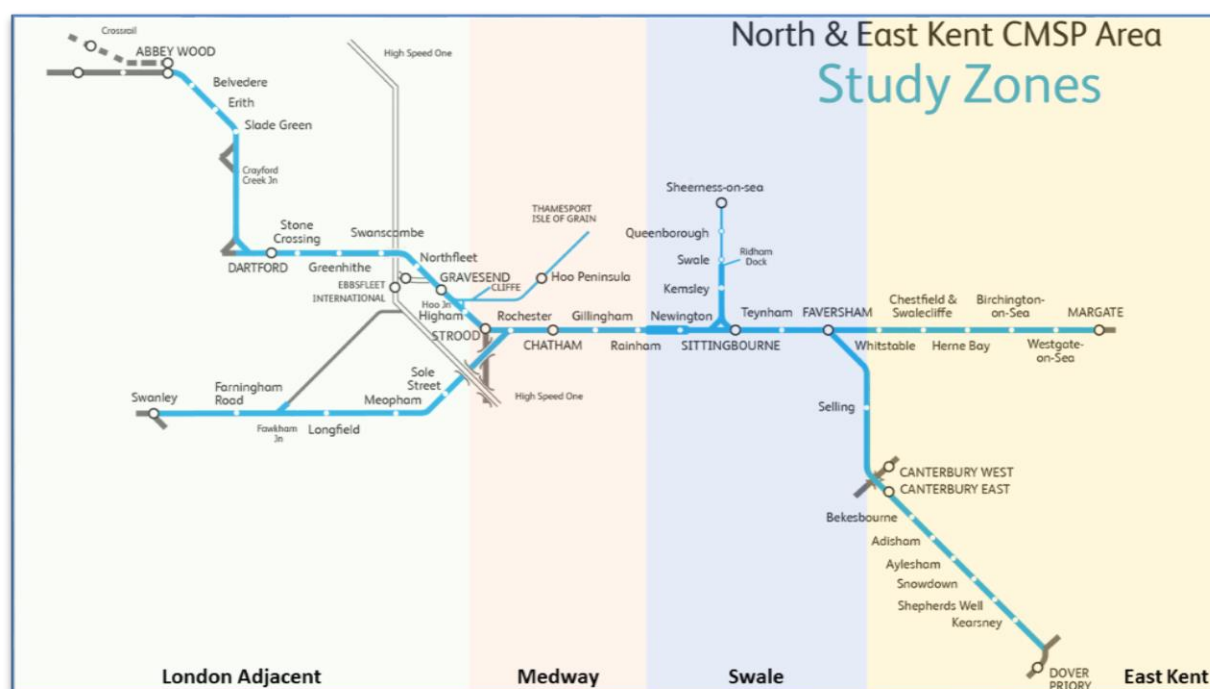 North & East Kent CMSP Area
Study Zones
Crossrail
ABBEY WOOD
Belvedere
Erith
Slade Green
Crayford
Creek Jn
High Speed One
Stone
Crossing
Swanscombe
DARTFORD
Greenhithe
Northfleet
EBBSFLEET
INTERNATIONAL
GRAVESEND
CLIFFE
Hoo Jn
Higham
STROOD
THAMESPORT
ISLE OF GRAIN
Hoo Peninsula
Rochester
CHATHAM
Gillingham
Rainham
Newington
SITTINGBOURNE
Sheerness-on-sea
Queenborough
Swale
Ridham
Dock
Kemsley
Teynham
FAVERSHAM
Whitstable
Chestfield &
Swalecliffe
Herne Bay
Birchington-
on-Sea
Westgate-
on-Sea
MARGATE
Swanley
Farningham
Road
Fawkham
Jn
Longfield
Meopham
Sole
Street
High Speed One
Selling
CANTERBURY WEST
CANTERBURY EAST
Bekesbourne
Adisham
Aylesham
Snowdown
Shepherds Well
Kearsney
DOVER
PRIORY
London Adjacent
Medway
Swale
East Kent